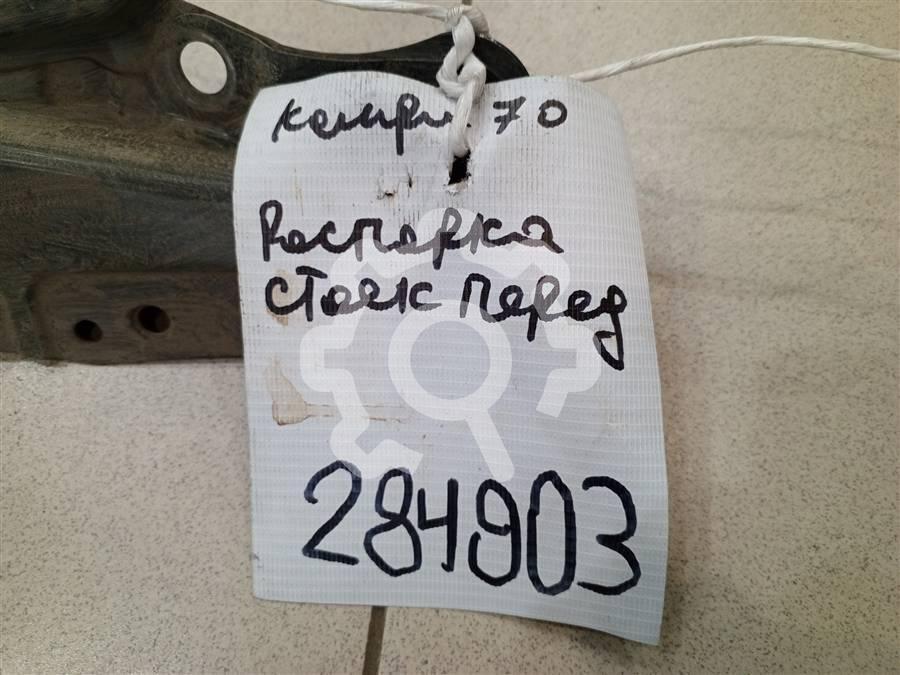 камри 70
Распорка
стоек перед
284903